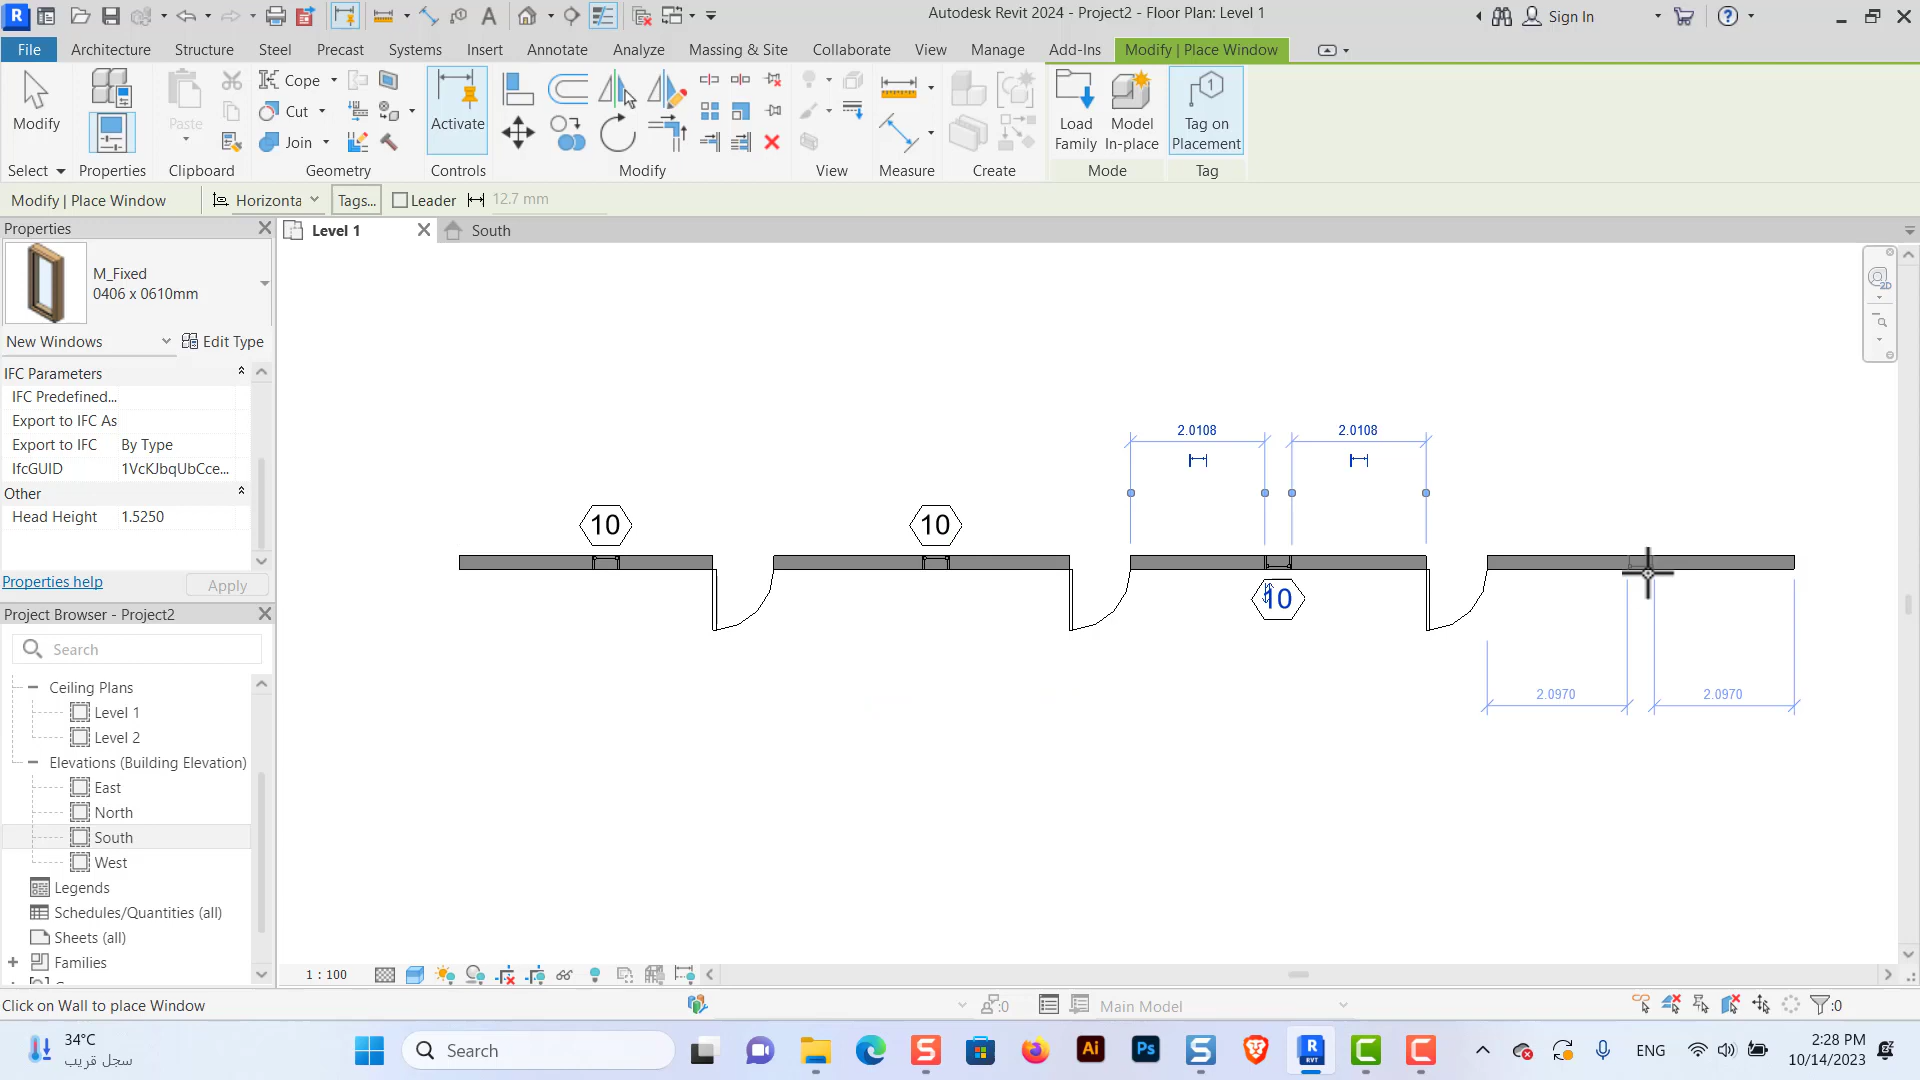 Autodesk Revit 2024 - Project2 - Floor Plan: Level 1
Sign In
File
Architecture
Structure
Steel
Precast
Systems
Insert
Annotate
Analyze
Massing & Site
Collaborate
View
Manage
Add-Ins
Modify | Place Window
Modify
Paste
Cope
Cut
Join
Activate
Load Family
Model In-place
Tag on Placement
Select
Properties
Clipboard
Geometry
Controls
Modify
View
Measure
Create
Mode
Tag
Modify | Place Window
Horizonta
Tags...
Leader
12.7 mm
Properties
Level 1
South
M_Fixed
0406 x 0610mm
New Windows
Edit Type
IFC Parameters
IFC Predefined...
Export to IFC As
Export to IFC By Type
IfcGUID 1VcKJbqUbCce...
Other
Head Height 1.5250
Properties help
Apply
Project Browser - Project2
Search
Ceiling Plans
Level 1
Level 2
Elevations (Building Elevation)
East
North
South
West
Legends
Schedules/Quantities (all)
Sheets (all)
Families
2.0108
2.0108
10
10
10
2.0970
2.0970
2D
1 : 100
Click on Wall to place Window
:0
Main Model
:0
34°C
سجل قريب
Search
Ai
Ps
RVT
ENG
2:28 PM
10/14/2023